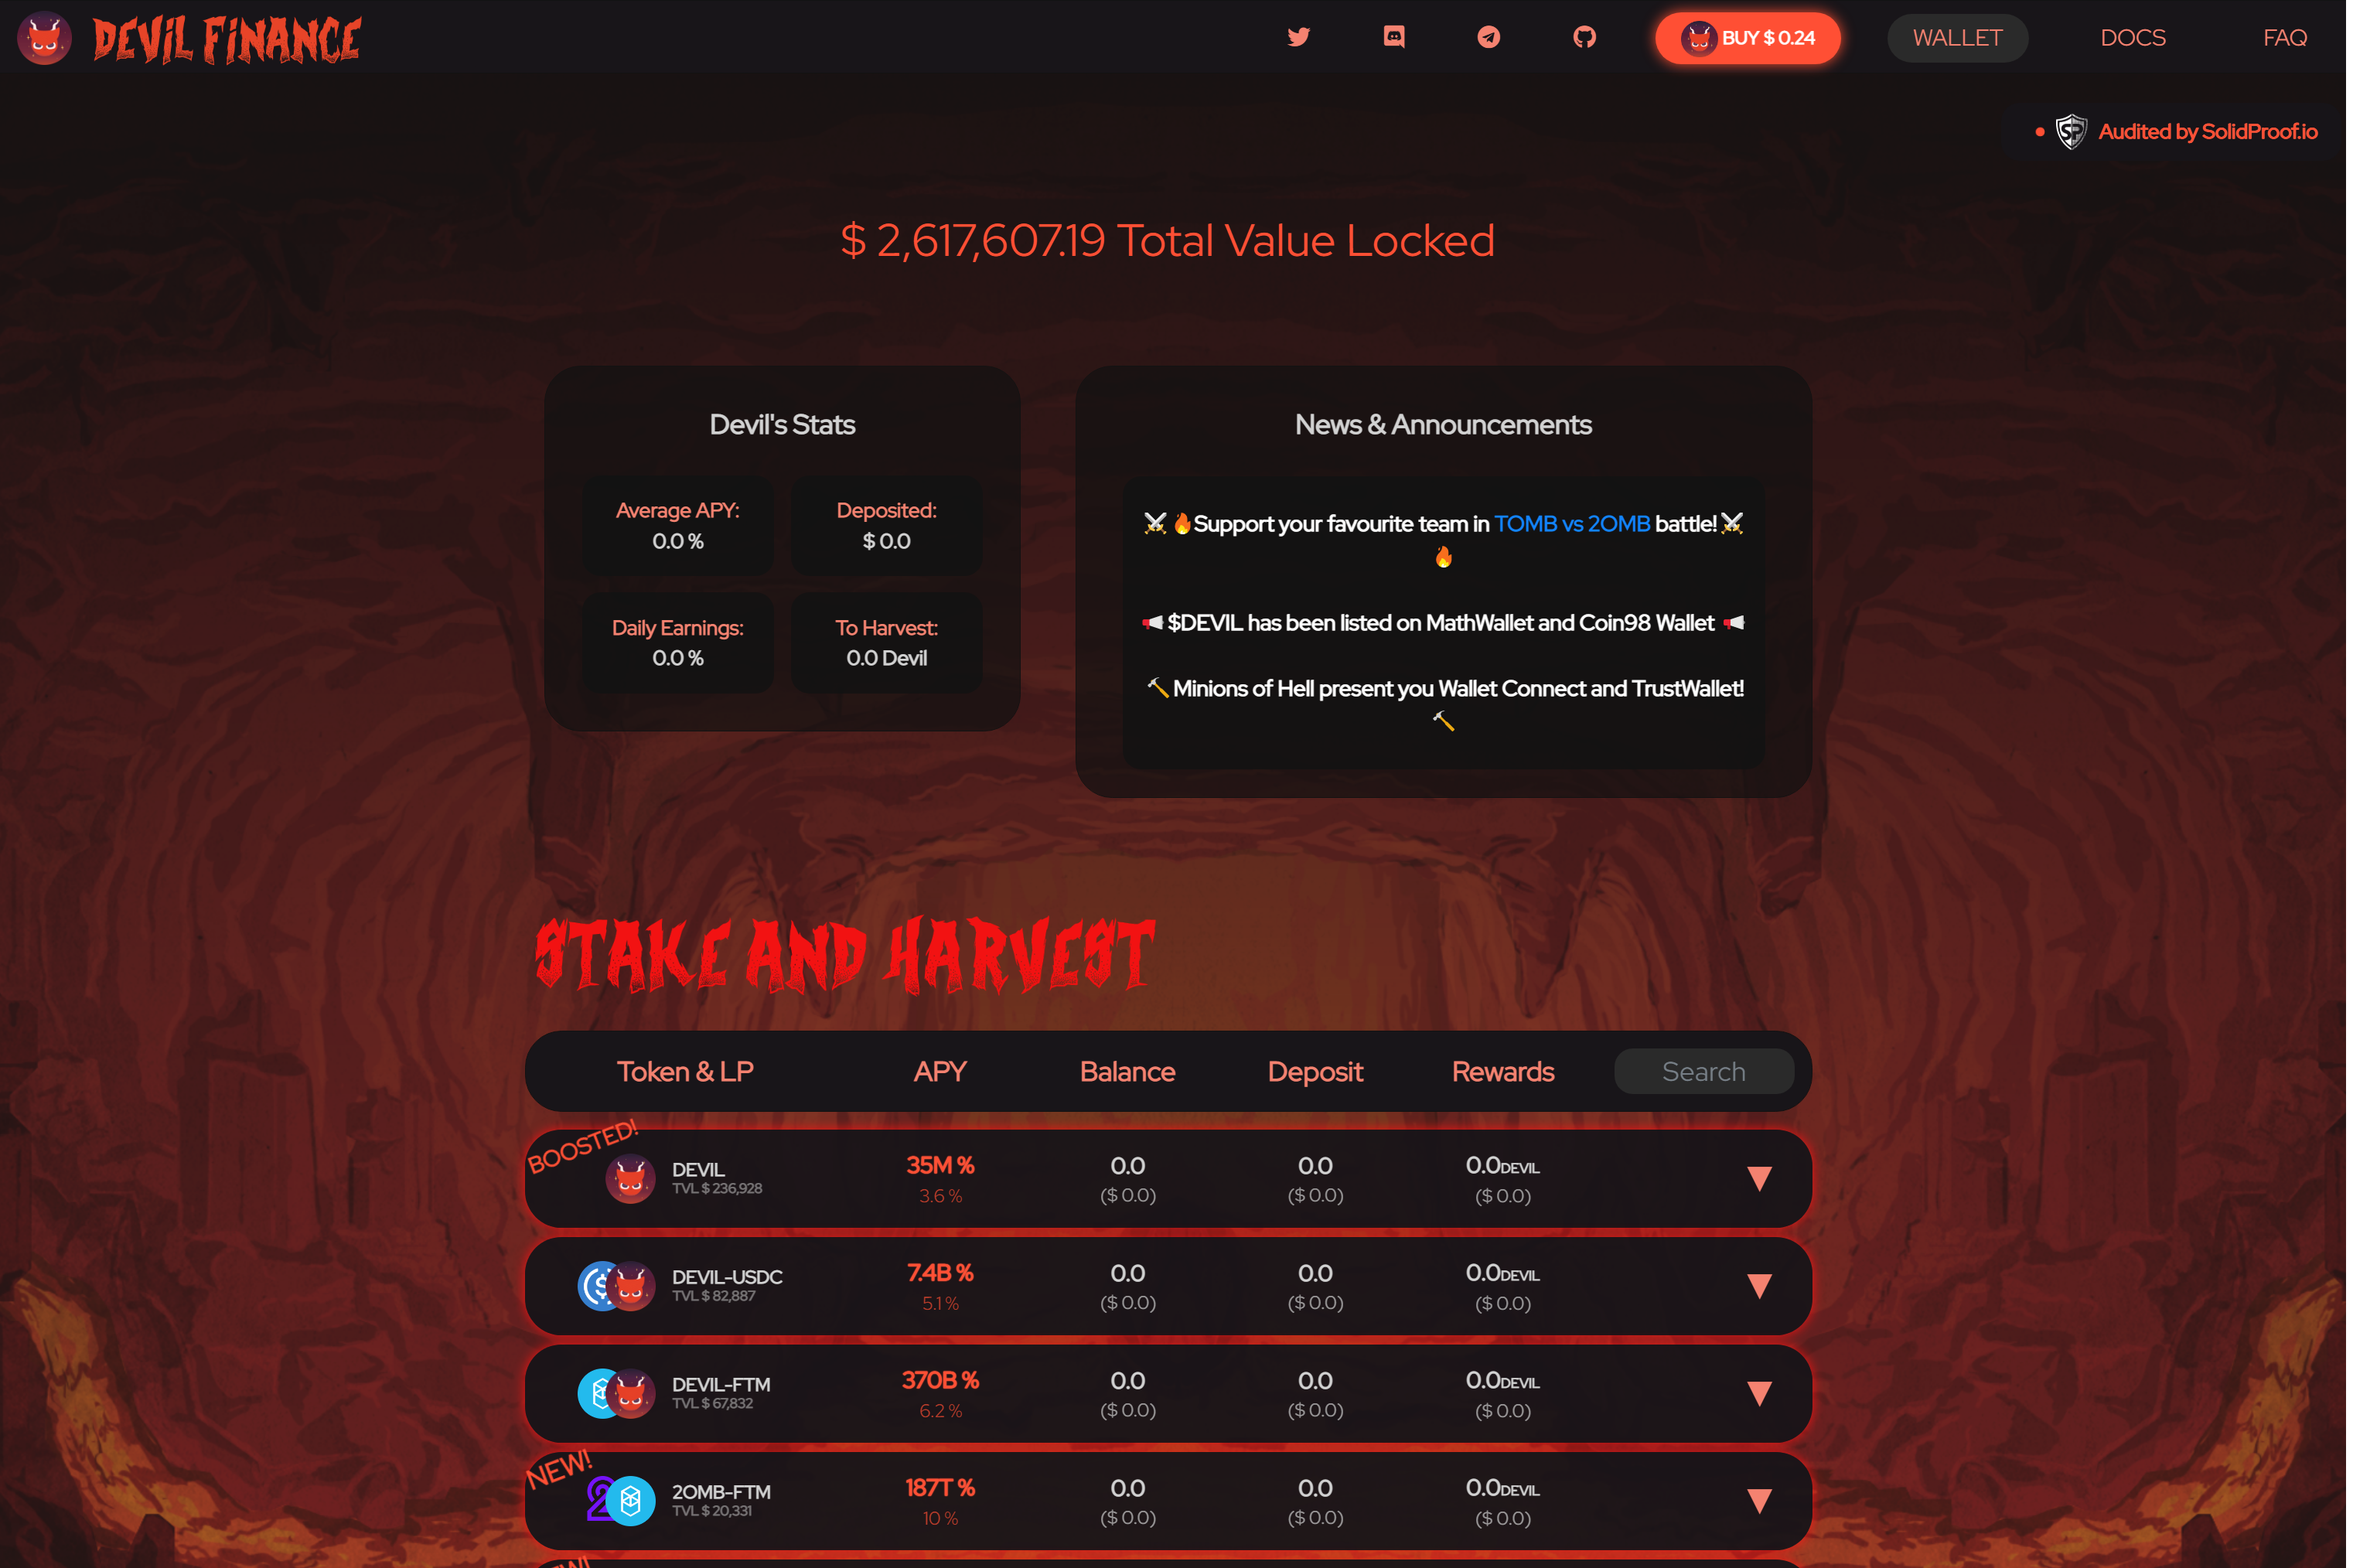 DEVIL FINANCE
BUY $ 0.24
WALLET
DOCS
FAQ
Audited by SolidProof.io
$ 2,617,607.19 Total Value Locked
Devil's Stats
Average APY:
0.0 %
Deposited:
$ 0.0
Daily Earnings:
0.0 %
To Harvest:
0.0 Devil
News & Announcements
⚔️🔥Support your favourite team in TOMB vs 2OMB battle!⚔️
🔥
📢$DEVIL has been listed on MathWallet and Coin98 Wallet 📢
🔨Minions of Hell present you Wallet Connect and TrustWallet!
🔨
STAKE AND HARVEST
Token & LP
APY
Balance
Deposit
Rewards
Search
BOOSTED!
DEVIL
TVL $ 236,928
35M %
3.6 %
0.0
($ 0.0)
0.0
($ 0.0)
0.0DEVIL
($ 0.0)
DEVIL-USDC
TVL $ 82,887
7.4B %
5.1 %
0.0
($ 0.0)
0.0
($ 0.0)
0.0DEVIL
($ 0.0)
DEVIL-FTM
TVL $ 67,832
370B %
6.2 %
0.0
($ 0.0)
0.0
($ 0.0)
0.0DEVIL
($ 0.0)
NEW!
2OMB-FTM
TVL $ 20,331
187T %
10 %
0.0
($ 0.0)
0.0
($ 0.0)
0.0DEVIL
($ 0.0)